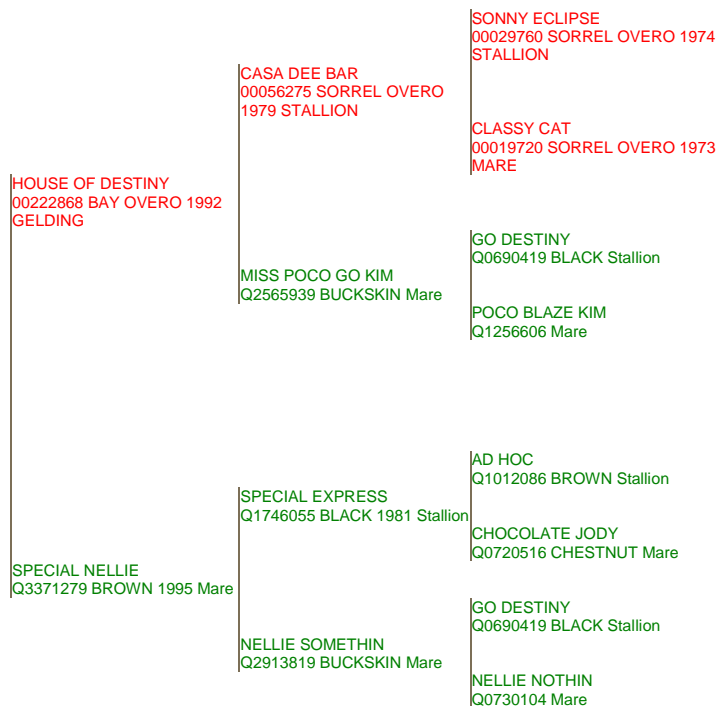 SONNY ECLIPSE
00029760 SORREL OVERO 1974
STALLION
CASA DEE BAR
00056275 SORREL OVERO
1979 STALLION
CLASSY CAT
00019720 SORREL OVERO 1973
MARE
HOUSE OF DESTINY
00222868 BAY OVERO 1992
GELDING
GO DESTINY
Q0690419 BLACK Stallion
MISS POCO GO KIM
Q2565939 BUCKSKIN Mare
POCO BLAZE KIM
Q1256606 Mare
AD HOC
Q1012086 BROWN Stallion
SPECIAL EXPRESS
Q1746055 BLACK 1981 Stallion
CHOCOLATE JODY
Q0720516 CHESTNUT Mare
SPECIAL NELLIE
Q3371279 BROWN 1995 Mare
GO DESTINY
Q0690419 BLACK Stallion
NELLIE SOMETHIN
Q2913819 BUCKSKIN Mare
NELLIE NOTHIN
Q0730104 Mare